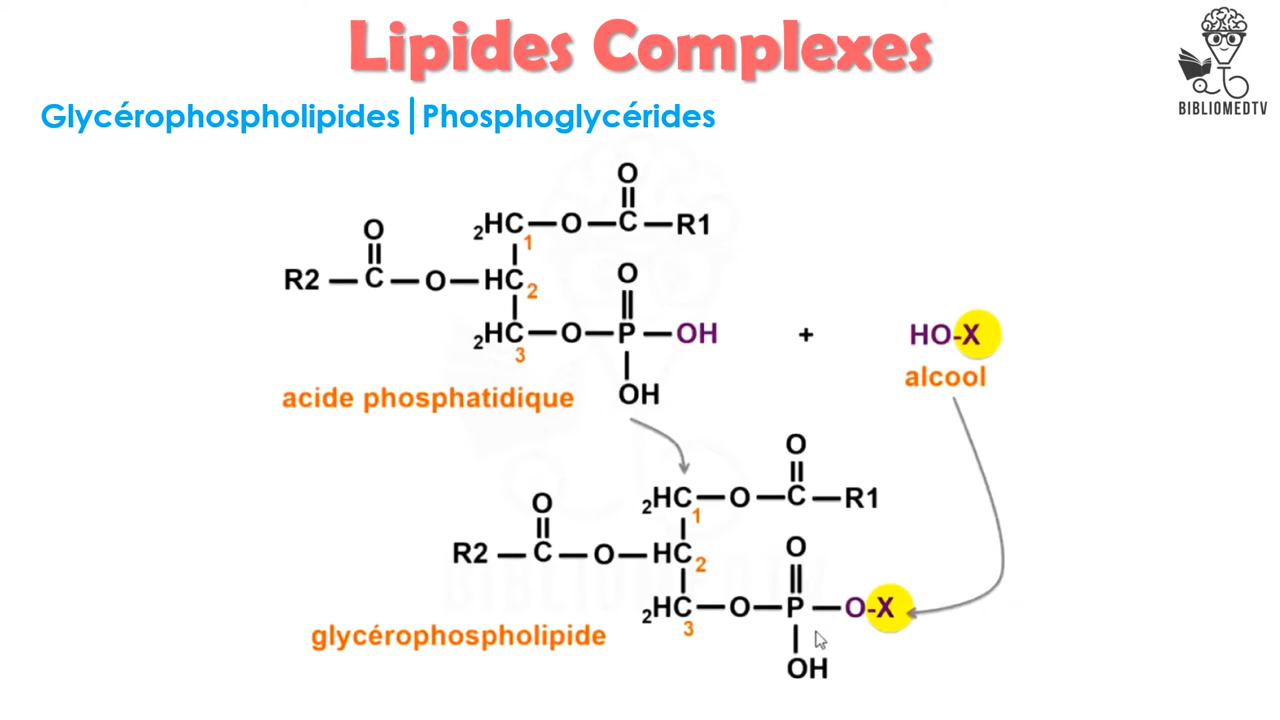 Lipides Complexes
BIBLIOMEDTV
Glycérophospholipides | Phosphoglycérides
O
||
₂HC—O—C—R1
1
O
||
R2—C—O—HC
2
O
||
₂HC—O—P—OH
3
|
OH
acide phosphatidique
+
HO-X
alcool
O
||
₂HC—O—C—R1
1
O
||
R2—C—O—HC
2
O
||
₂HC—O—P—O-X
3
|
OH
glycérophospholipide
BIBLIOMEDTV